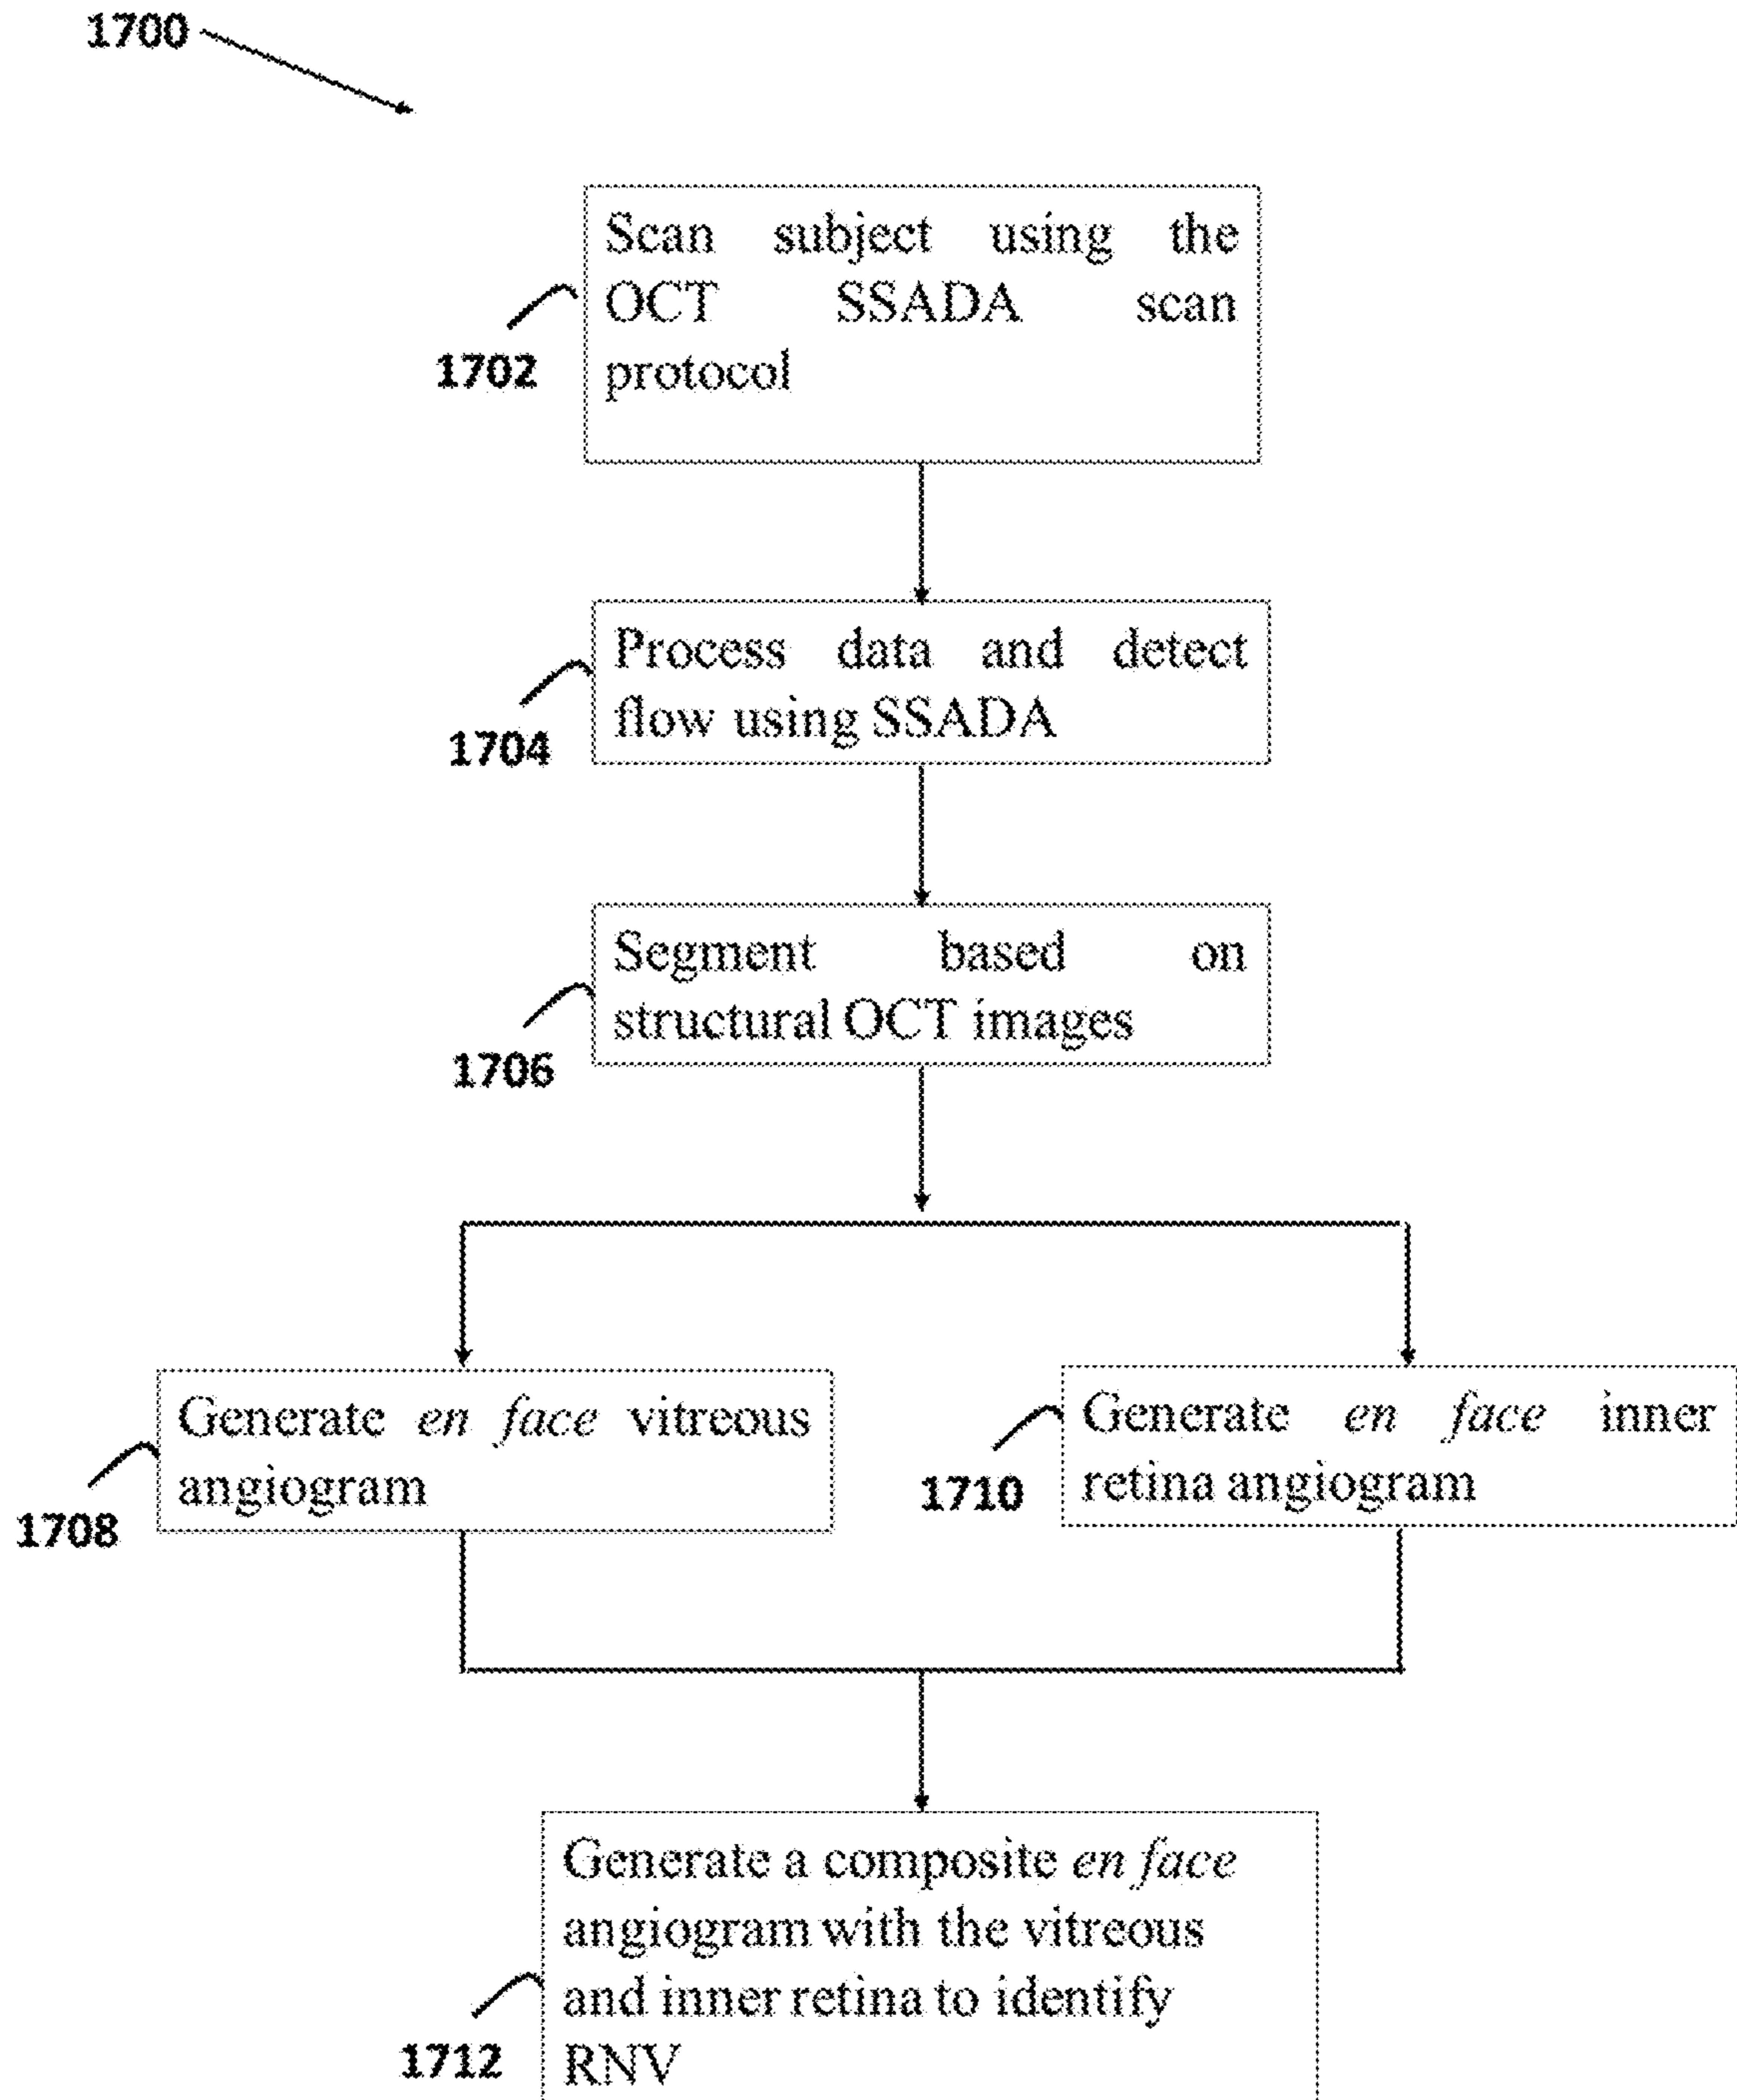 1700
Scan subject using the
OCT SSADA scan
protocol
1702
Process data and detect
flow using SSADA
1704
Segment based on
structural OCT images
1706
Generate en face vitreous
angiogram
1708
Generate en face inner
retina angiogram
1710
Generate a composite en face
angiogram with the vitreous
and inner retina to identify
RNV
1712